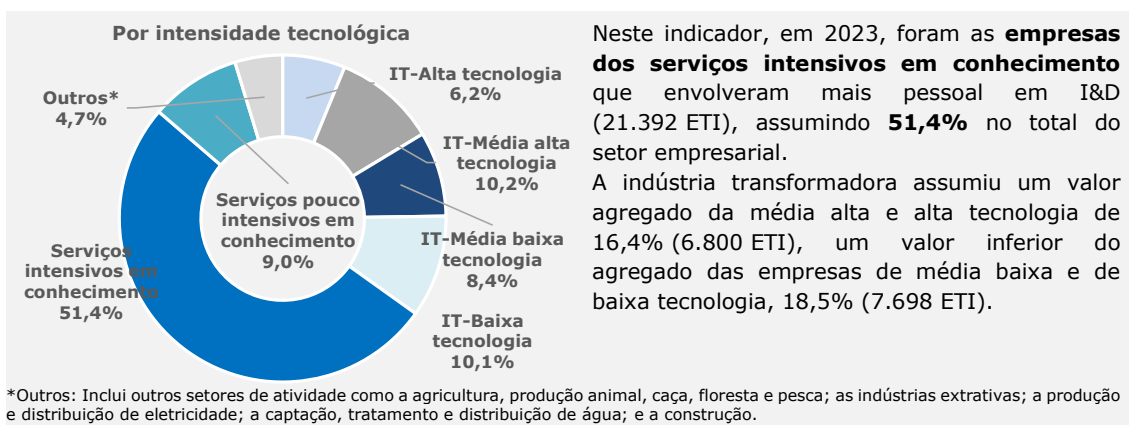 Por intensidade tecnológica
IT-Alta tecnologia
6,2%
IT-Média alta
tecnologia
10,2%
IT-Média baixa
tecnologia
8,4%
IT-Baixa
tecnologia
10,1%
Serviços
intensivos em
conhecimento
51,4%
Serviços pouco
intensivos em
conhecimento
9,0%
Outros*
4,7%
Neste indicador, em 2023, foram as empresas
dos serviços intensivos em conhecimento
que envolveram mais pessoal em I&D
(21.392 ETI), assumindo 51,4% no total do
setor empresarial.
A indústria transformadora assumiu um valor
agregado da média alta e alta tecnologia de
16,4% (6.800 ETI), um valor inferior do
agregado das empresas de média baixa e de
baixa tecnologia, 18,5% (7.698 ETI).
*Outros: Inclui outros setores de atividade como a agricultura, produção animal, caça, floresta e pesca; as indústrias extrativas; a produção
e distribuição de eletricidade; a captação, tratamento e distribuição de água; e a construção.